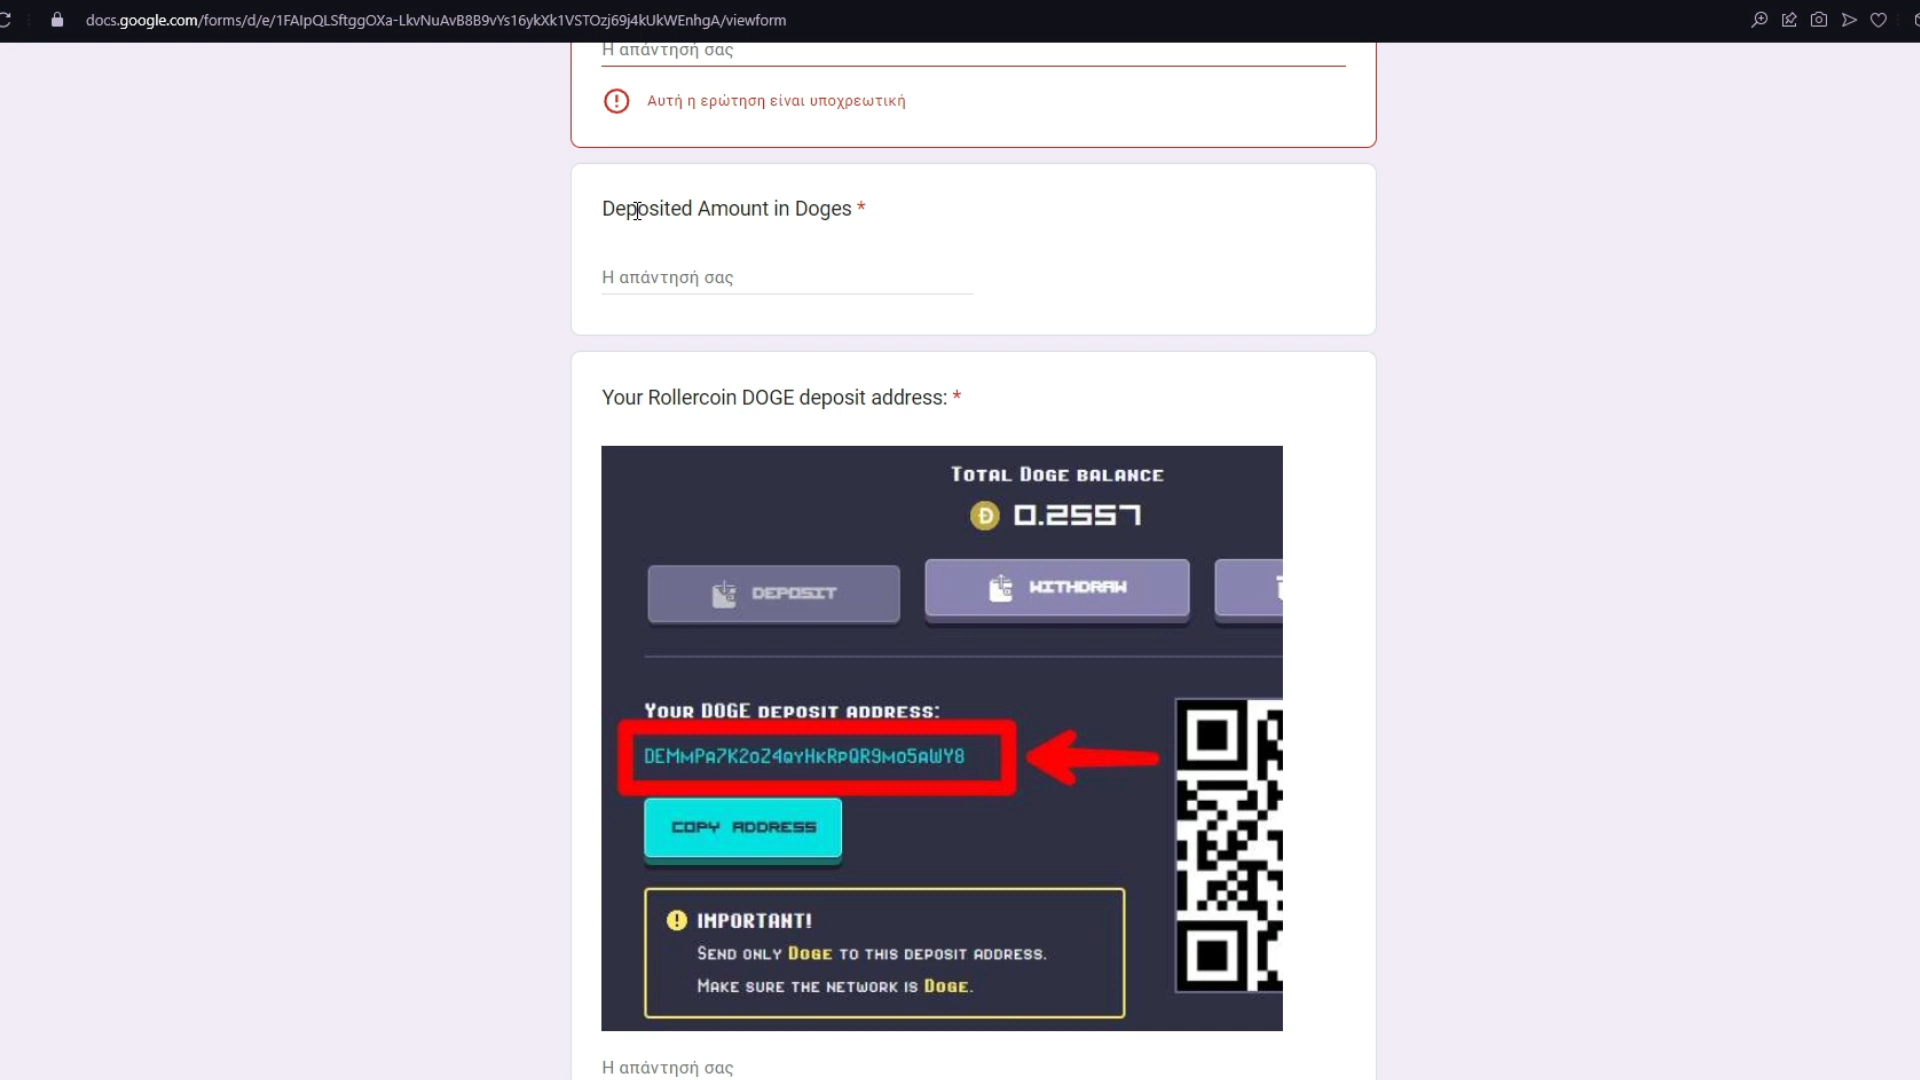 docs.google.com/forms/d/e/1FAIpQLSftggOXa-LkvNuAvB8B9vYs16ykXk1VSTOzj69j4kUkWEnhgA/viewform
Η απάντησή σας
Αυτή η ερώτηση είναι υποχρεωτική
Deposited Amount in Doges *
Η απάντησή σας
Your Rollercoin DOGE deposit address: *
TOTAL DOGE BALANCE
0.2557
DEPOSIT
WITHDRAW
YOUR DOGE DEPOSIT ADDRESS:
DEMMPA7K2OZ4QYHKRPQR9MO5AWY8
COPY ADDRESS
IMPORTANT!
SEND ONLY DOGE TO THIS DEPOSIT ADDRESS.
MAKE SURE THE NETWORK IS DOGE.
Η απάντησή σας